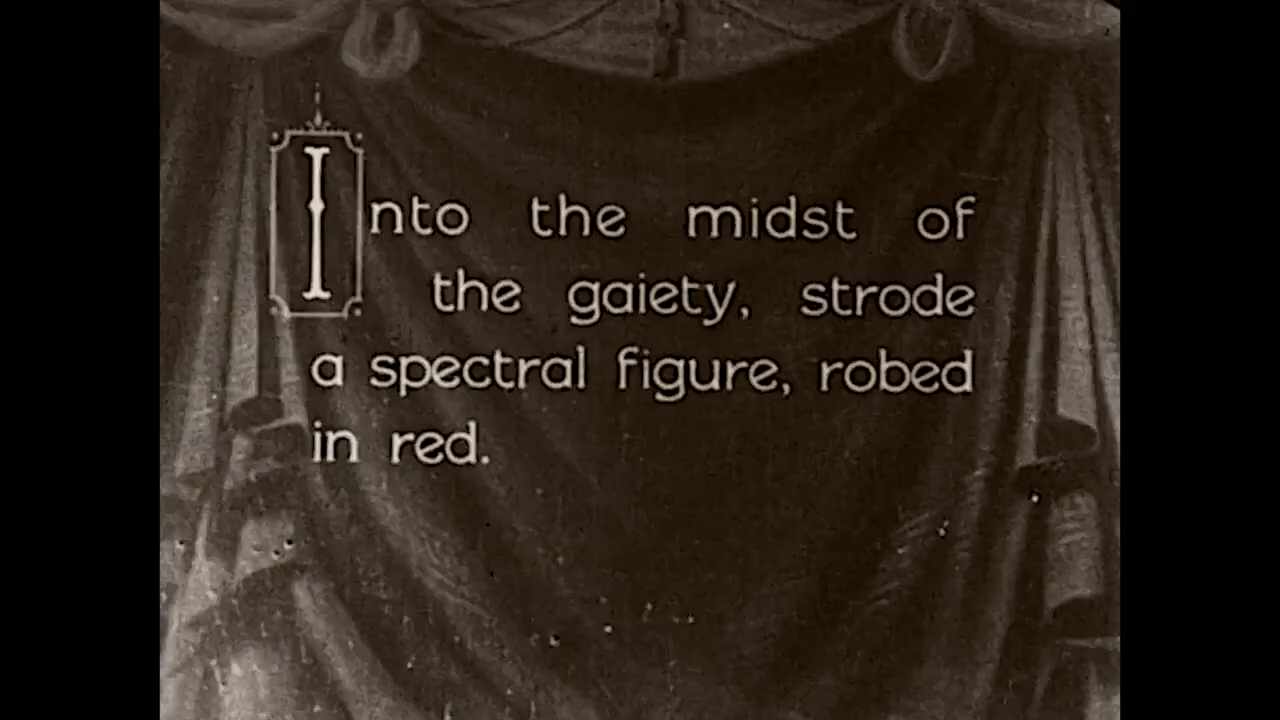 Into the midst of
the gaiety, strode
a spectral figure, robed
in red.